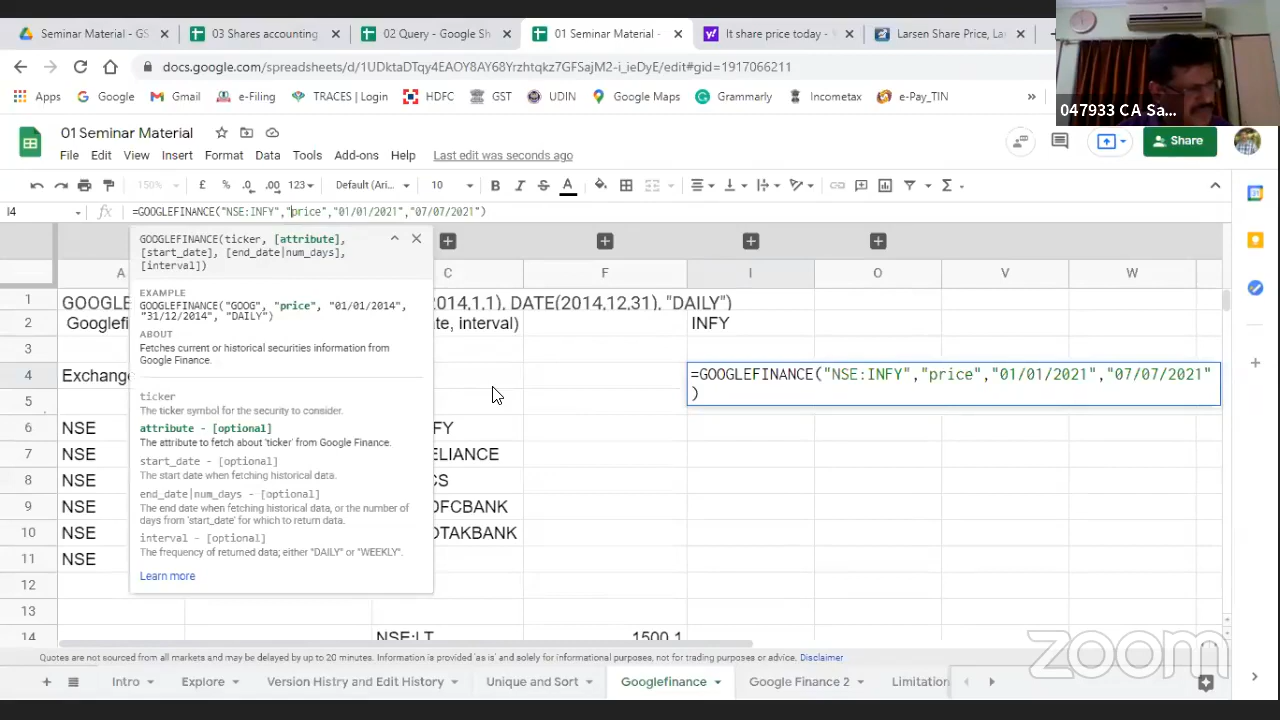 Seminar Material - GS
03 Shares accounting
02 Query - Google Sh
01 Seminar Material -
It share price today -
Larsen Share Price, La
docs.google.com/spreadsheets/d/1UDktaDTqy4EAOY8AY68Yrzhtqkz7GFSajM2-i_ieDyE/edit#gid=1917066211
Apps Google Gmail e-Filing TRACES | Login HDFC GST UDIN Google Maps Grammarly Incometax e-Pay_TIN »
047933 CA Sa...
01 Seminar Material
File Edit View Insert Format Data Tools Add-ons Help Last edit was seconds ago
Share
150% £ % .0 .00 123 Default (Ari... 10 B I S A
I4 fx =GOOGLEFINANCE("NSE:INFY","price","01/01/2021","07/07/2021")
GOOGLEFINANCE(ticker, [attribute],
[start_date], [end_date|num_days],
[interval])
EXAMPLE
GOOGLEFINANCE("GOOG", "price", "01/01/2014",
"31/12/2014", "DAILY")
ABOUT
Fetches current or historical securities information from
Google Finance.
ticker
The ticker symbol for the security to consider.
attribute - [optional]
The attribute to fetch about 'ticker' from Google Finance.
start_date - [optional]
The start date when fetching historical data.
end_date|num_days - [optional]
The end date when fetching historical data, or the number of
days from 'start_date' for which to return data.
interval - [optional]
The frequency of returned data; either "DAILY" or "WEEKLY".
Learn more
A C F I O V W
1 GOOGLE (2014,1,1), DATE(2014,12,31), "DAILY")
2 Googlefi te, interval) INFY
3
4 Exchange =GOOGLEFINANCE("NSE:INFY","price","01/01/2021","07/07/2021"
)
5
6 NSE FY
7 NSE ELIANCE
8 NSE CS
9 NSE DFCBANK
10 NSE OTAKBANK
11 NSE
12
13
14 NSE:LT 1500.1
zoom
Quotes are not sourced from all markets and may be delayed by up to 20 minutes. Information is provided 'as is' and solely for informational purposes, not for trading purposes or advice. Disclaimer
Intro Explore Version Histry and Edit History Unique and Sort Googlefinance Google Finance 2 Limitation